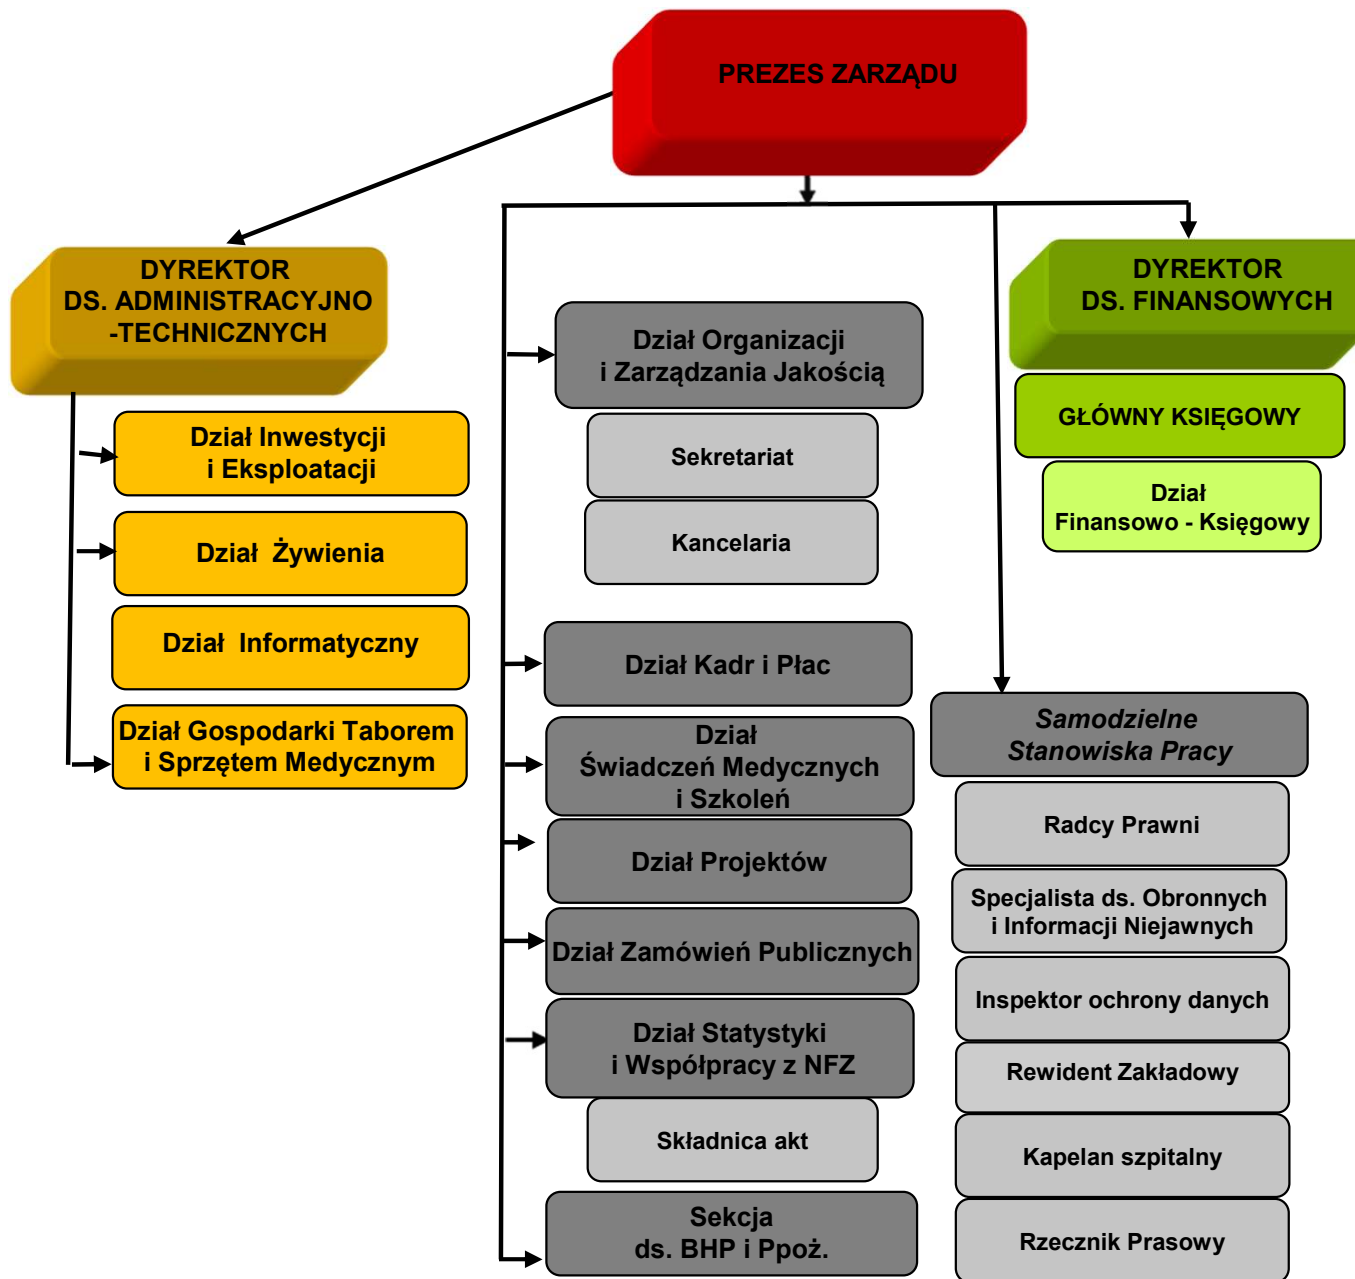 PREZES ZARZĄDU
DYREKTOR
DS. ADMINISTRACYJNO
-TECHNICZNYCH
Dział Inwestycji
i Eksploatacji
Dział  Żywienia
Dział  Informatyczny
Dział Gospodarki Taborem
i Sprzętem Medycznym
Dział Organizacji
i Zarządzania Jakością
Sekretariat
Kancelaria
Dział Kadr i Płac
Dział
Świadczeń Medycznych
i Szkoleń
Dział Projektów
Dział Zamówień Publicznych
Dział Statystyki
i Współpracy z NFZ
Składnica akt
Sekcja
ds. BHP i Ppoż.
DYREKTOR
DS. FINANSOWYCH
GŁÓWNY KSIĘGOWY
Dział
Finansowo - Księgowy
Samodzielne
Stanowiska Pracy
Radcy Prawni
Specjalista ds. Obronnych
i Informacji Niejawnych
Inspektor ochrony danych
Rewident Zakładowy
Kapelan szpitalny
Rzecznik Prasowy